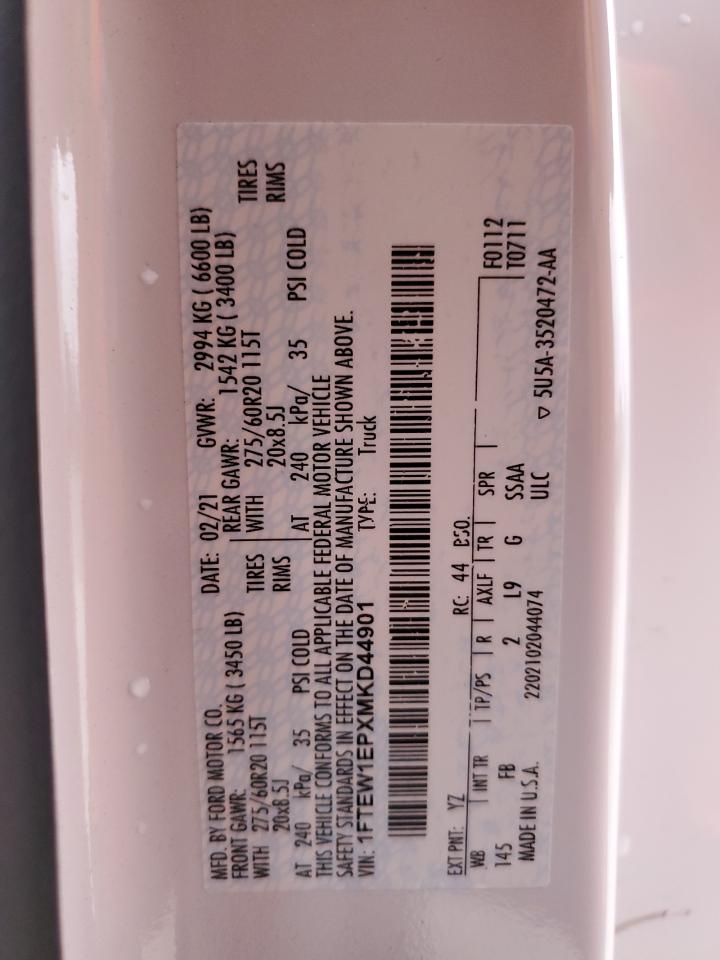 MFD. BY FORD MOTOR CO.
DATE: 02/21 GVWR: 2994 KG ( 6600 LB)
FRONT GAWR: 1565 KG ( 3450 LB)
REAR GAWR: 1542 KG ( 3400 LB)
WITH 275/60R20 115T TIRES
WITH 275/60R20 115T TIRES
20x8.5J RIMS
20x8.5J RIMS
AT 240 kPa/ 35 PSI COLD
AT 240 kPa/ 35 PSI COLD
THIS VEHICLE CONFORMS TO ALL APPLICABLE FEDERAL MOTOR VEHICLE
SAFETY STANDARDS IN EFFECT ON THE DATE OF MANUFACTURE SHOWN ABOVE.
VIN: 1FTEW1EPXMKD44901 TYPE: Truck
EXT PNT: YZ RC: 44 DSO:
WB INT TR TP/PS R AXLE TR SPR F0112
145 FB 2 L9 G SSAA T0711
MADE IN U.S.A. 2202102044074 ULC ▽ 5U5A-3520472-AA